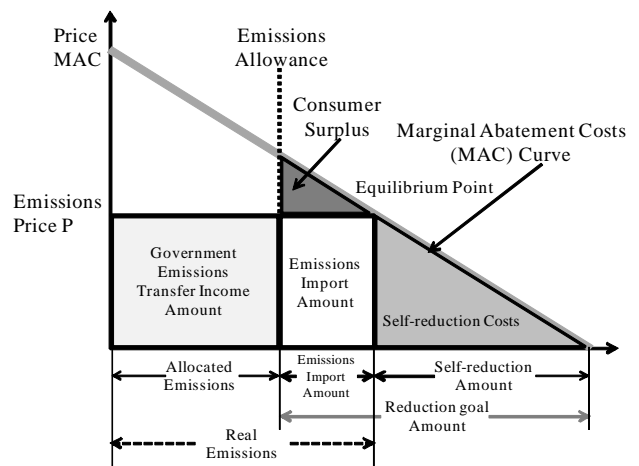 Price
MAC
Emissions
Allowance
Consumer
Surplus
Marginal Abatement Costs
(MAC) Curve
Equilibrium Point
Emissions
Price P
Government
Emissions
Transfer Income
Amount
Emissions
Import
Amount
Self-reduction Costs
Allocated
Emissions
Emissions
Import
Amount
Self-reduction
Amount
Reduction goal
Amount
Real
Emissions